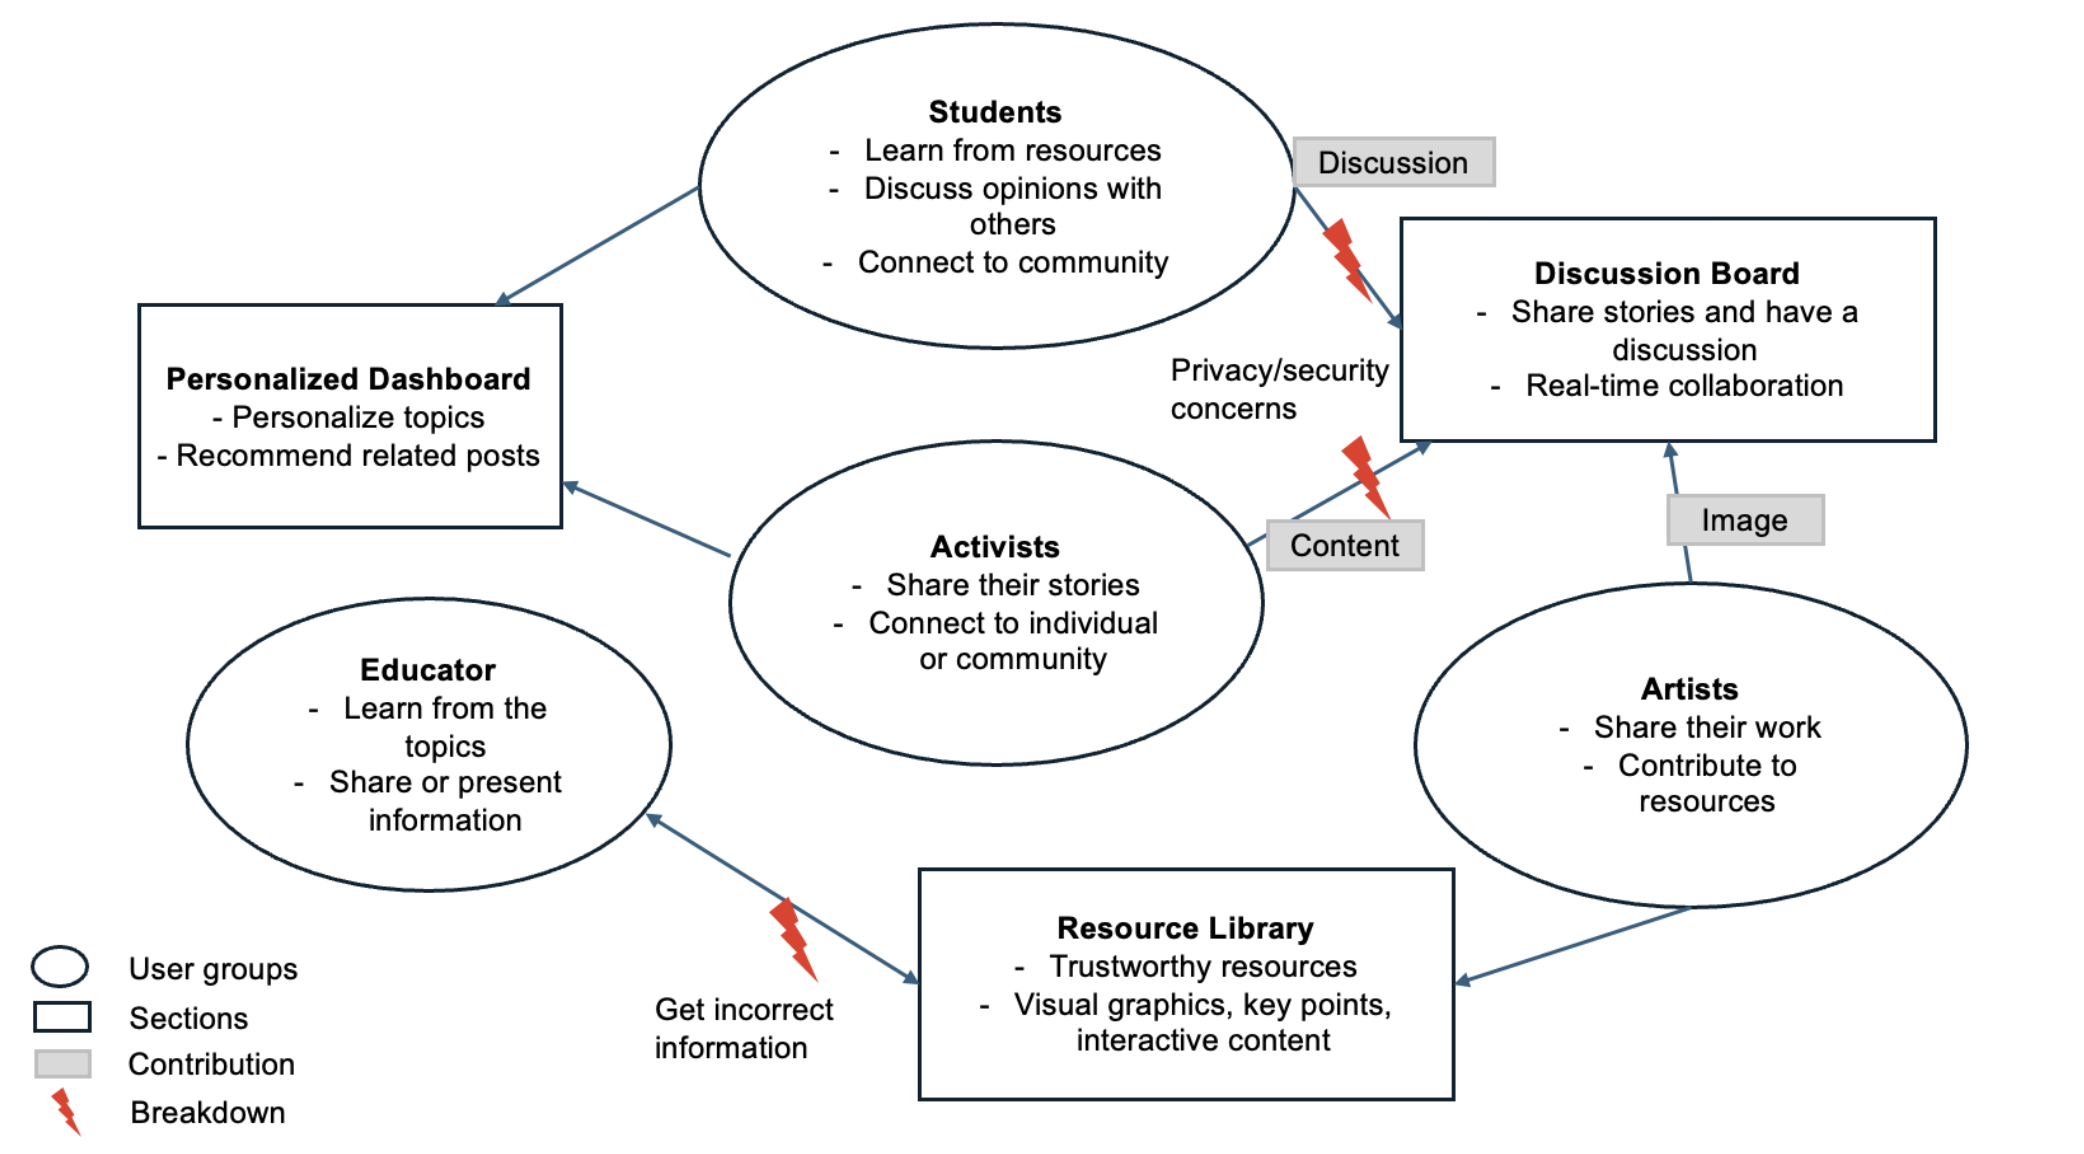 Students
- Learn from resources
- Discuss opinions with
others
- Connect to community
Discussion
Discussion Board
- Share stories and have a
discussion
- Real-time collaboration
Personalized Dashboard
- Personalize topics
- Recommend related posts
Privacy/security
concerns
Content
Image
Activists
- Share their stories
- Connect to individual
or community
Educator
- Learn from the
topics
- Share or present
information
Artists
- Share their work
- Contribute to
resources
Get incorrect
information
Resource Library
- Trustworthy resources
- Visual graphics, key points,
interactive content
User groups
Sections
Contribution
Breakdown